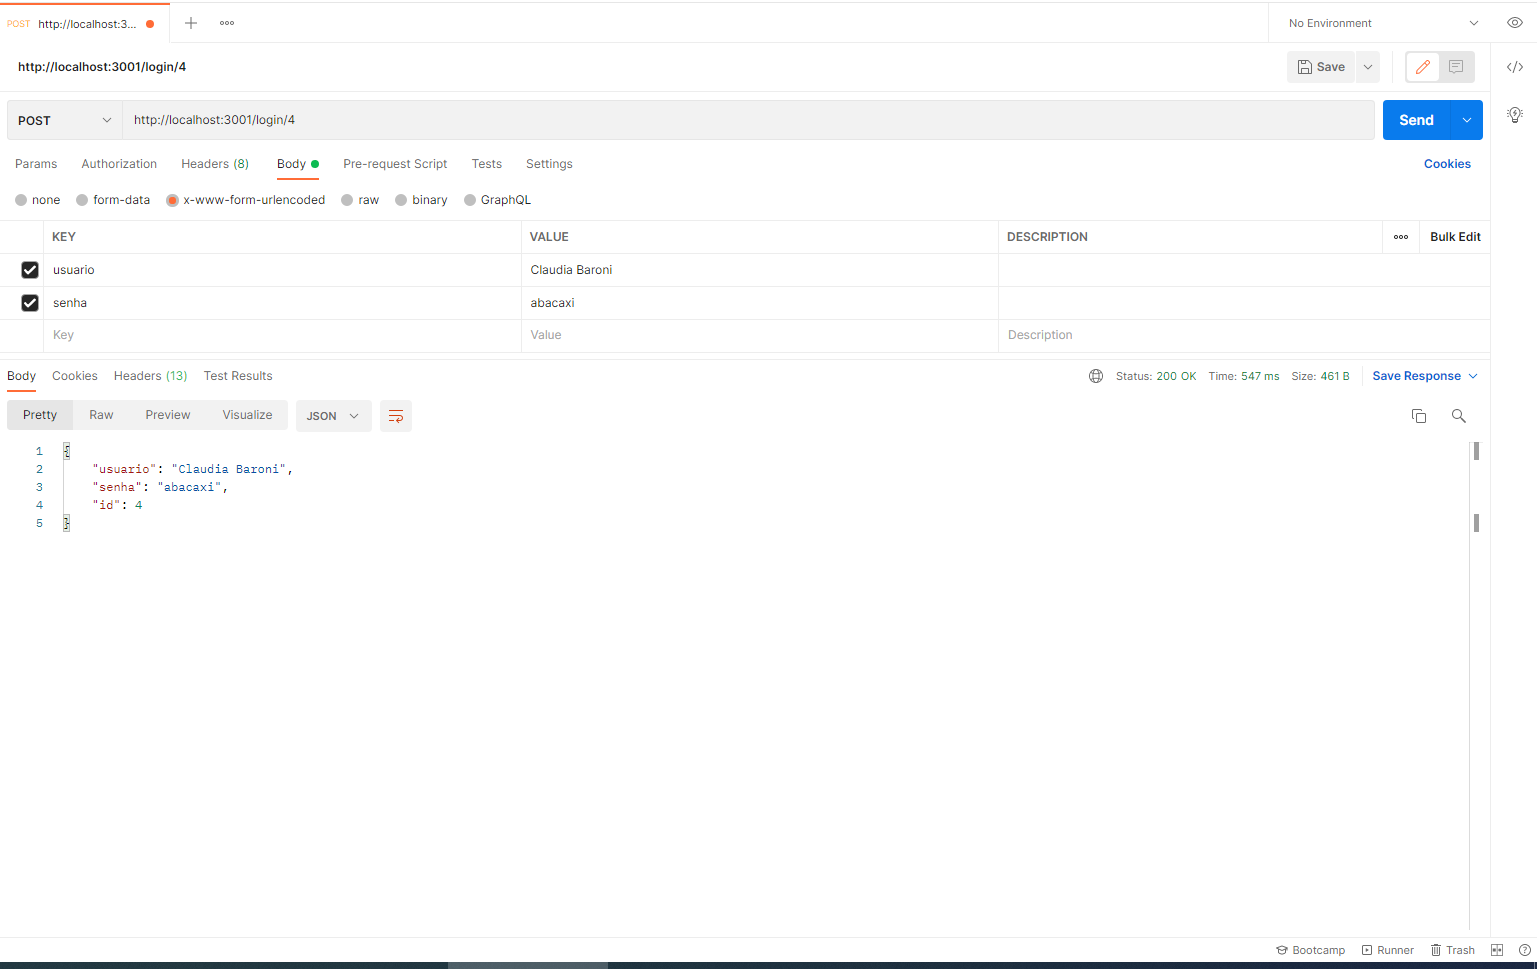 POST http://localhost:3... No Environment
http://localhost:3001/login/4 Save
POST http://localhost:3001/login/4 Send
Params Authorization Headers (8) Body Pre-request Script Tests Settings Cookies
none form-data x-www-form-urlencoded raw binary GraphQL
KEY VALUE DESCRIPTION Bulk Edit
usuario Claudia Baroni
senha abacaxi
Key Value Description
Body Cookies Headers (13) Test Results Status: 200 OK Time: 547 ms Size: 461 B Save Response
Pretty Raw Preview Visualize JSON
1 {
2 "usuario": "Claudia Baroni",
3 "senha": "abacaxi",
4 "id": 4
5 }
Bootcamp Runner Trash